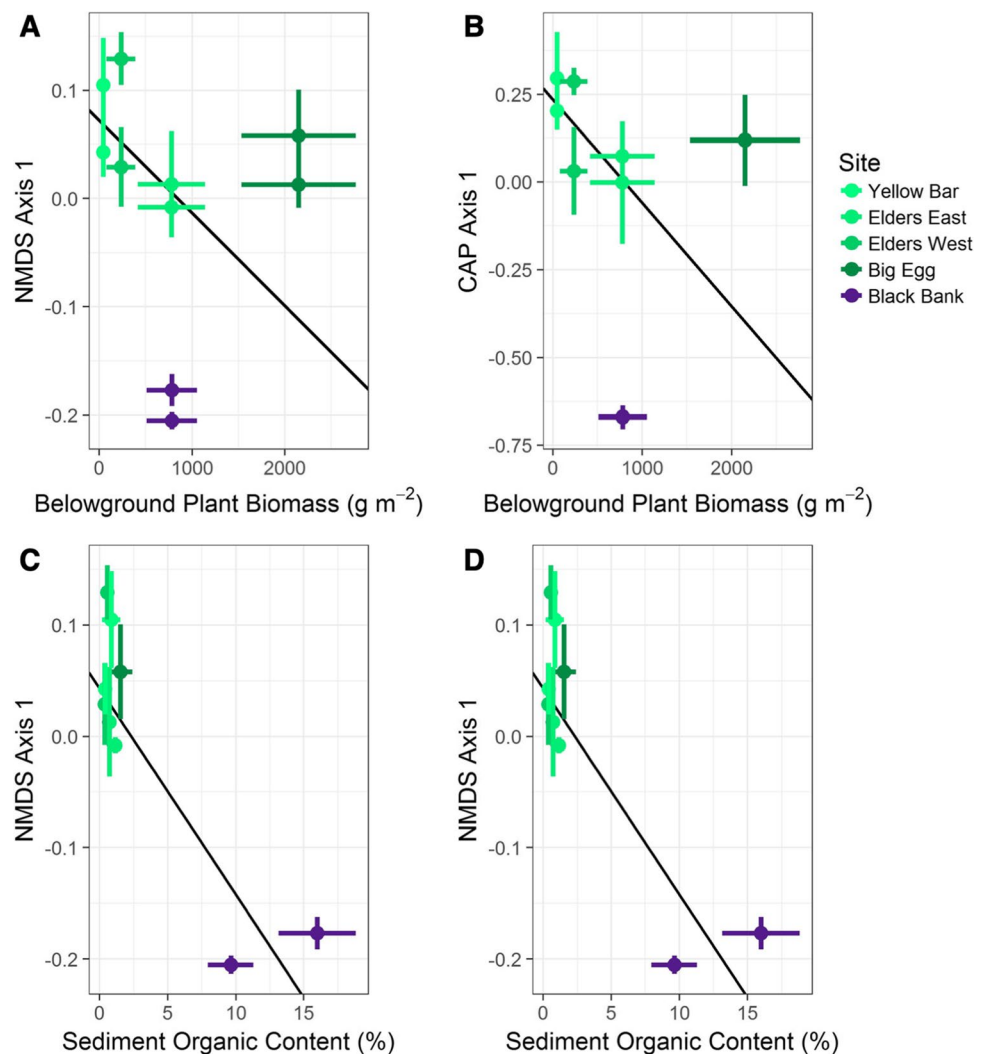 A
NMDS Axis 1
0.1
0.0
-0.1
-0.2
0
1000
2000
Belowground Plant Biomass (g m−2)
B
CAP Axis 1
0.25
0.00
-0.25
-0.50
-0.75
0
1000
2000
Belowground Plant Biomass (g m−2)
Site
Yellow Bar
Elders East
Elders West
Big Egg
Black Bank
C
NMDS Axis 1
0.1
0.0
-0.1
-0.2
0
5
10
15
Sediment Organic Content (%)
D
NMDS Axis 1
0.1
0.0
-0.1
-0.2
0
5
10
15
Sediment Organic Content (%)